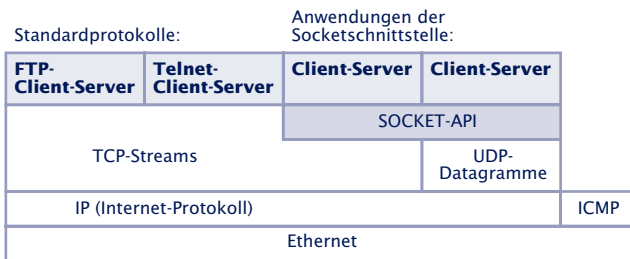 Standardprotokolle:
Anwendungen der
Socketschnittstelle:
FTP-
Client-Server
Telnet-
Client-Server
Client-Server
Client-Server
SOCKET-API
TCP-Streams
UDP-
Datagramme
IP (Internet-Protokoll)
ICMP
Ethernet